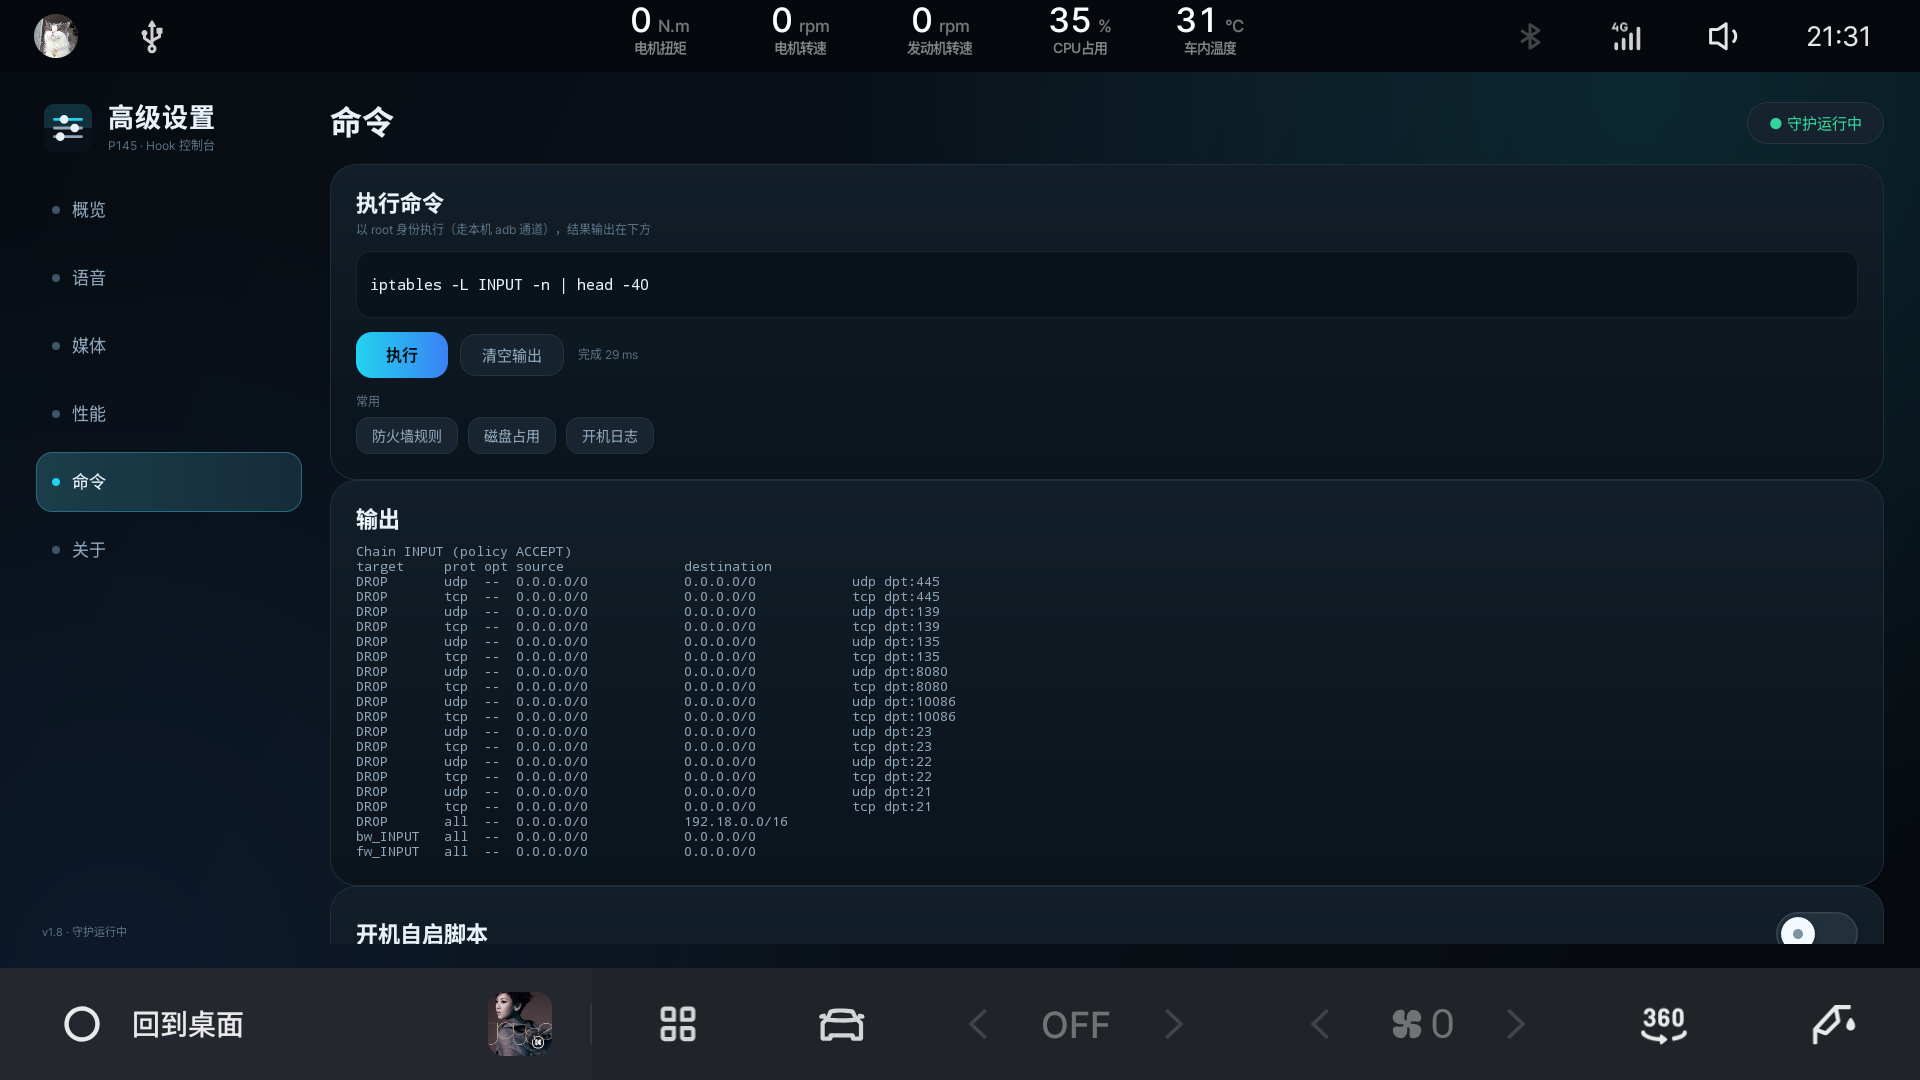 0 N.m
电机扭矩
0 rpm
电机转速
0 rpm
发动机转速
35 %
CPU占用
31 °C
车内温度
4G
21:31
高级设置
P145 · Hook 控制台
概览
语音
媒体
性能
命令
关于
v1.8 · 守护运行中
命令
守护运行中
执行命令
以 root 身份执行（走本机 adb 通道），结果输出在下方
iptables -L INPUT -n | head -40
执行
清空输出
完成 29 ms
常用
防火墙规则
磁盘占用
开机日志
输出
Chain INPUT (policy ACCEPT)
target prot opt source destination
DROP udp -- 0.0.0.0/0 0.0.0.0/0 udp dpt:445
DROP tcp -- 0.0.0.0/0 0.0.0.0/0 tcp dpt:445
DROP udp -- 0.0.0.0/0 0.0.0.0/0 udp dpt:139
DROP tcp -- 0.0.0.0/0 0.0.0.0/0 tcp dpt:139
DROP udp -- 0.0.0.0/0 0.0.0.0/0 udp dpt:135
DROP tcp -- 0.0.0.0/0 0.0.0.0/0 tcp dpt:135
DROP udp -- 0.0.0.0/0 0.0.0.0/0 udp dpt:8080
DROP tcp -- 0.0.0.0/0 0.0.0.0/0 tcp dpt:8080
DROP udp -- 0.0.0.0/0 0.0.0.0/0 udp dpt:10086
DROP tcp -- 0.0.0.0/0 0.0.0.0/0 tcp dpt:10086
DROP udp -- 0.0.0.0/0 0.0.0.0/0 udp dpt:23
DROP tcp -- 0.0.0.0/0 0.0.0.0/0 tcp dpt:23
DROP udp -- 0.0.0.0/0 0.0.0.0/0 udp dpt:22
DROP tcp -- 0.0.0.0/0 0.0.0.0/0 tcp dpt:22
DROP udp -- 0.0.0.0/0 0.0.0.0/0 udp dpt:21
DROP tcp -- 0.0.0.0/0 0.0.0.0/0 tcp dpt:21
DROP all -- 0.0.0.0/0 192.18.0.0/16
bw_INPUT all -- 0.0.0.0/0 0.0.0.0/0
fw_INPUT all -- 0.0.0.0/0 0.0.0.0/0
开机自启脚本
回到桌面
OFF
0
360